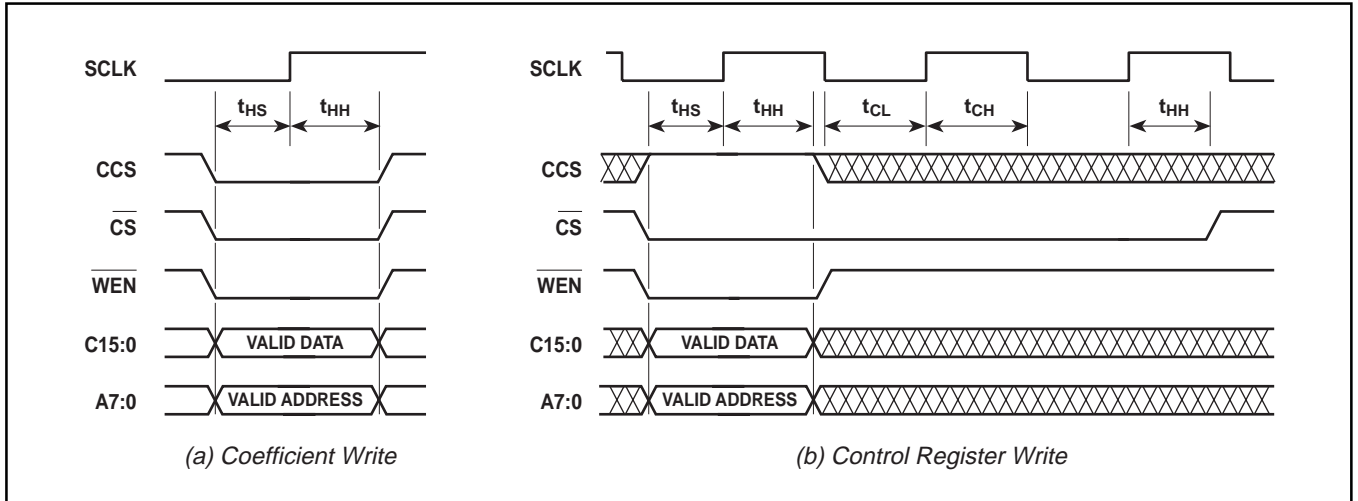 SCLK
tHS tHH
CCS
CS
WEN
C15:0 VALID DATA
A7:0 VALID ADDRESS
(a) Coefficient Write
SCLK
tHS tHH tCL tCH tHH
CCS
CS
WEN
C15:0 VALID DATA
A7:0 VALID ADDRESS
(b) Control Register Write